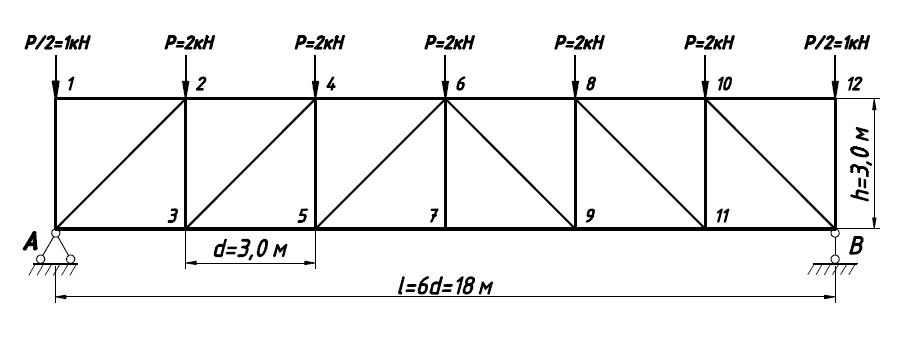 P/2=1кН P=2кН P=2кН P=2кН P=2кН P=2кН P/2=1кН
1 2 4 6 8 10 12
h=3,0 м
3 5 7 9 11
A d=3,0 м B
l=6d=18 м